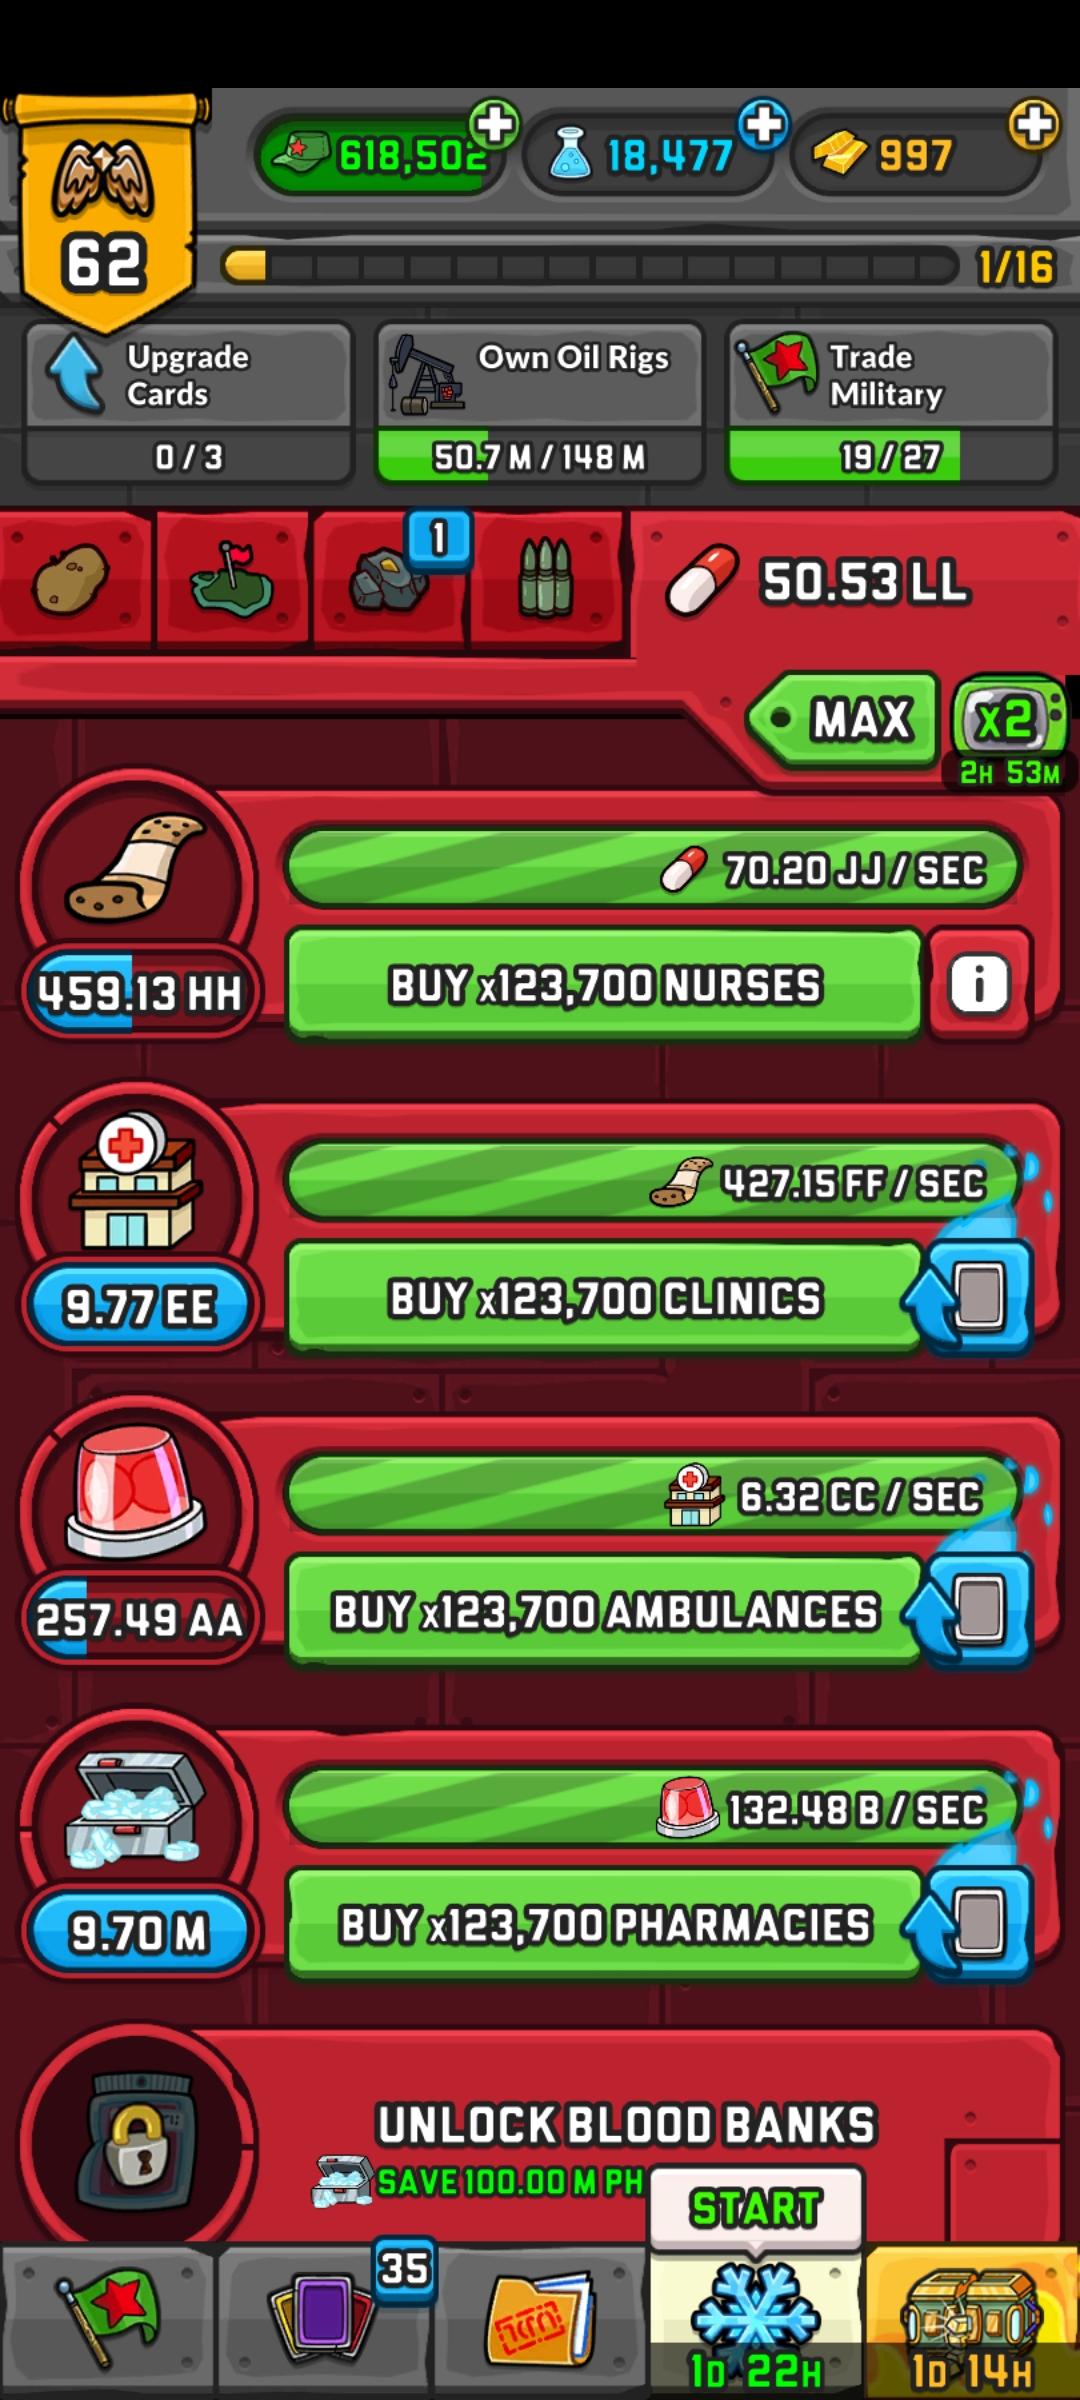 618,502
18,477
997
62
1/16
Upgrade
Cards
0 / 3
Own Oil Rigs
50.7 M / 148 M
Trade
Military
19 / 27
1
50.53 LL
MAX
x2
2H 53M
70.20 JJ / SEC
459.13 HH
BUY x123,700 NURSES
i
427.15 FF / SEC
9.77 EE
BUY x123,700 CLINICS
6.32 CC / SEC
257.49 AA
BUY x123,700 AMBULANCES
132.48 B / SEC
9.70 M
BUY x123,700 PHARMACIES
UNLOCK BLOOD BANKS
SAVE 100.00 M PH
START
35
1D 22H
1D 14H